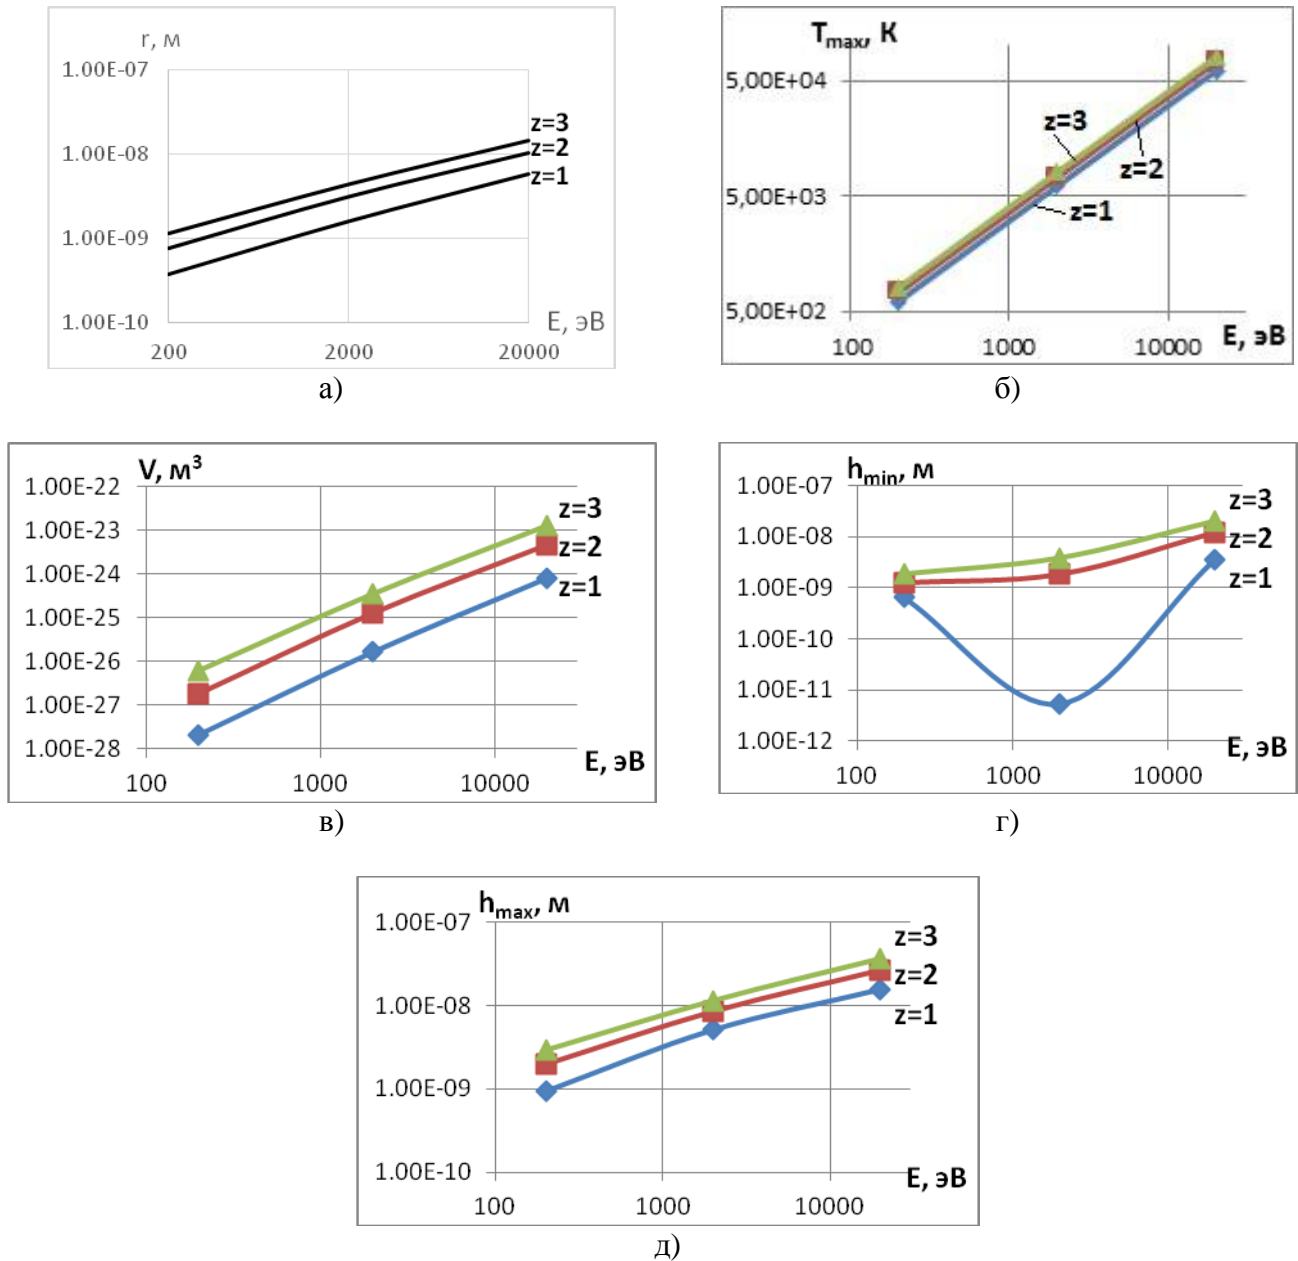 r, м
1.00E-07
1.00E-08
1.00E-09
1.00E-10
z=3
z=2
z=1
E, эВ
200
2000
20000
а)
Tmax, К
5,00E+04
5,00E+03
5,00E+02
z=3
z=2
z=1
100
1000
10000
E, эВ
б)
V, м³
1.00E-22
1.00E-23
1.00E-24
1.00E-25
1.00E-26
1.00E-27
1.00E-28
z=3
z=2
z=1
E, эВ
100
1000
10000
в)
hmin, м
1.00E-07
1.00E-08
1.00E-09
1.00E-10
1.00E-11
1.00E-12
z=3
z=2
z=1
E, эВ
100
1000
10000
г)
hmax, м
1.00E-07
1.00E-08
1.00E-09
1.00E-10
z=3
z=2
z=1
E, эВ
100
1000
10000
д)